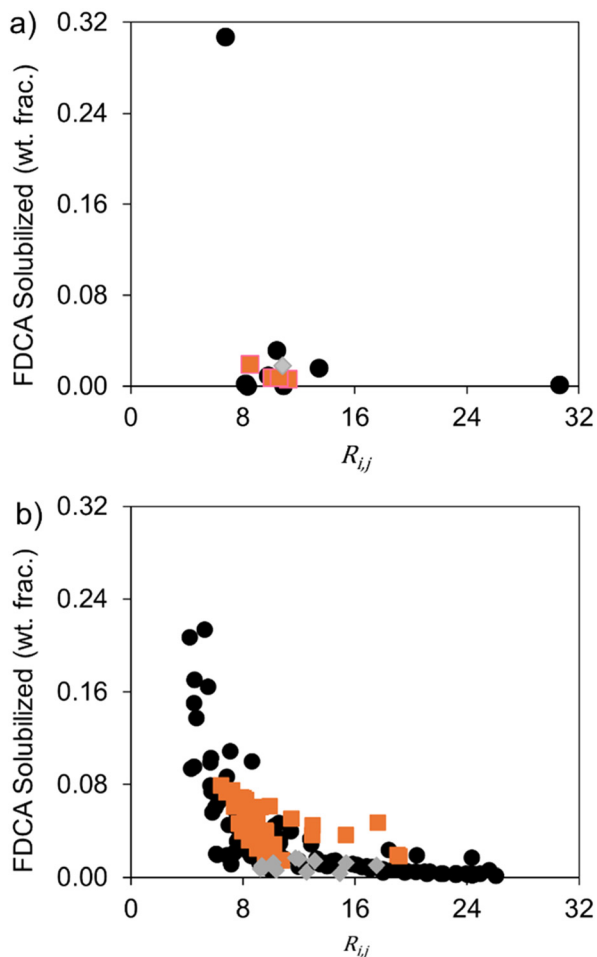 a)
FDCA Solubilized (wt. frac.)
0.32
0.24
0.16
0.08
0.00
0 8 16 24 32
Ri,j
b)
FDCA Solubilized (wt. frac.)
0.32
0.24
0.16
0.08
0.00
0 8 16 24 32
Ri,j